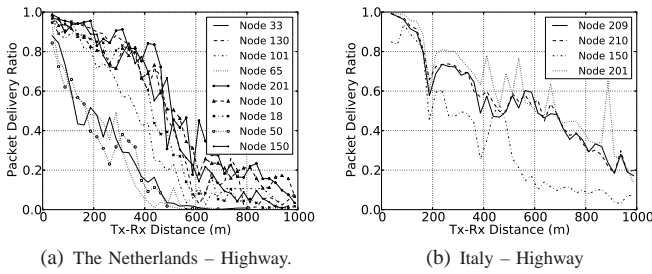 Packet Delivery Ratio
1.0
0.8
0.6
0.4
0.2
0.0
0 200 400 600 800 1000
Tx-Rx Distance (m)
Node 33
Node 130
Node 101
Node 65
Node 201
Node 10
Node 18
Node 50
Node 150
(a) The Netherlands – Highway.
Packet Delivery Ratio
1.0
0.8
0.6
0.4
0.2
0.0
0 200 400 600 800 1000
Tx-Rx Distance (m)
Node 209
Node 210
Node 150
Node 201
(b) Italy – Highway